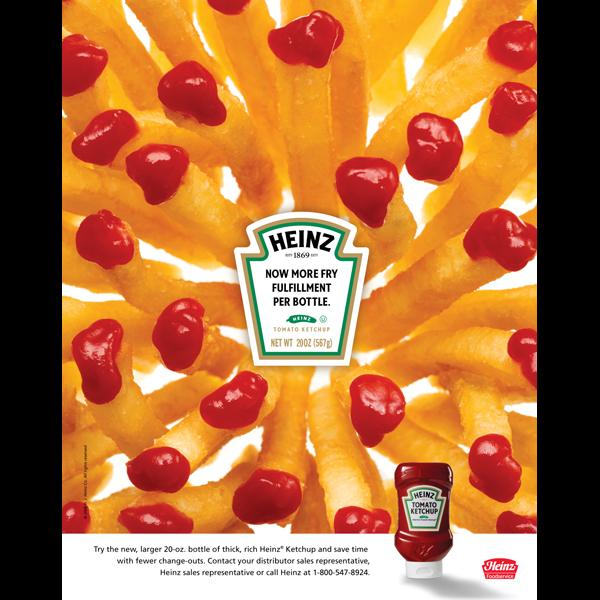 HEINZ
ESTD 1869 ESTD
NOW MORE FRY
FULFILLMENT
PER BOTTLE.
HEINZ
TOMATO KETCHUP
NET WT 20OZ (567g)
HEINZ
TOMATO
KETCHUP
Try the new, larger 20-oz. bottle of thick, rich Heinz® Ketchup and save time
with fewer change-outs. Contact your distributor sales representative,
Heinz sales representative or call Heinz at 1-800-547-8924.
Heinz
Foodservice